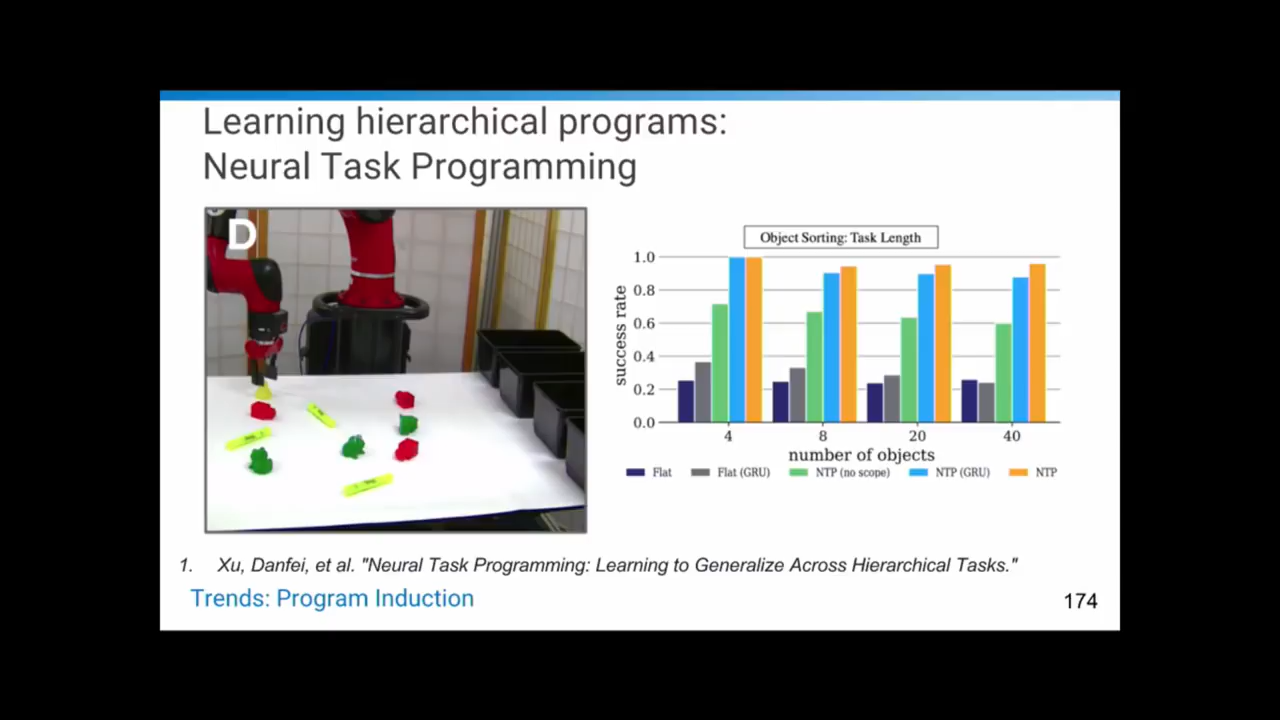 Learning hierarchical programs:
Neural Task Programming
D
Object Sorting: Task Length
success rate
1.0
0.8
0.6
0.4
0.2
0.0
4 8 20 40
number of objects
Flat Flat (GRU) NTP (no scope) NTP (GRU) NTP
1. Xu, Danfei, et al. "Neural Task Programming: Learning to Generalize Across Hierarchical Tasks."
Trends: Program Induction
174